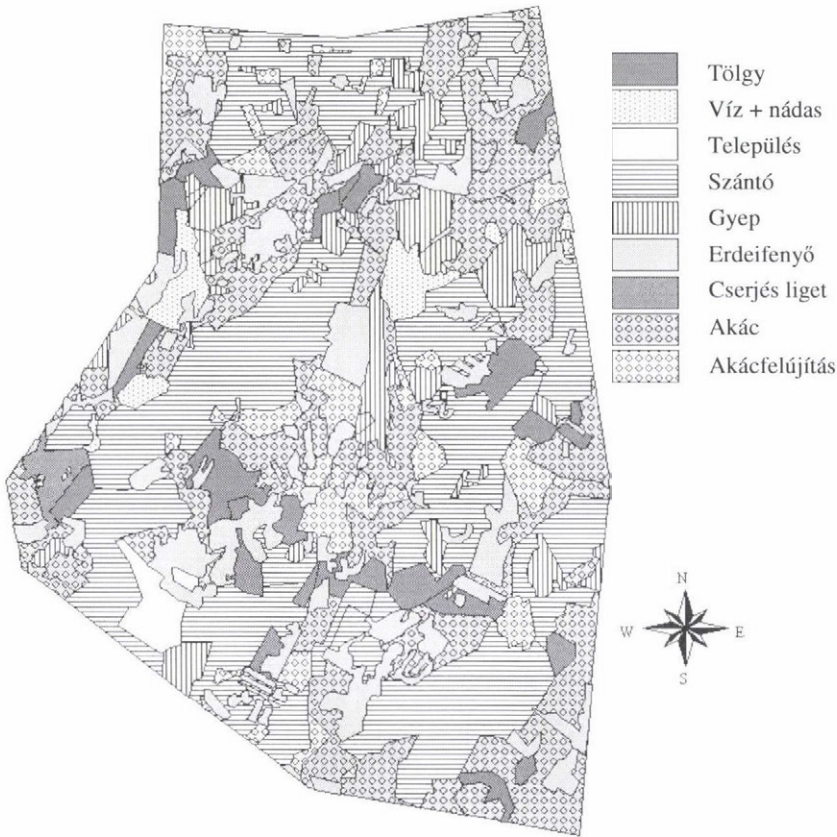 Tölgy
Víz + nádas
Település
Szántó
Gyep
Erdeifenyő
Cserjés liget
Akác
Akácfelújítás
N
W E
S